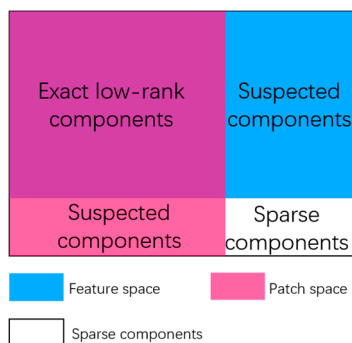 Exact low-rank
components
Suspected
components
Suspected
components
Sparse
components
Feature space
Patch space
Sparse components